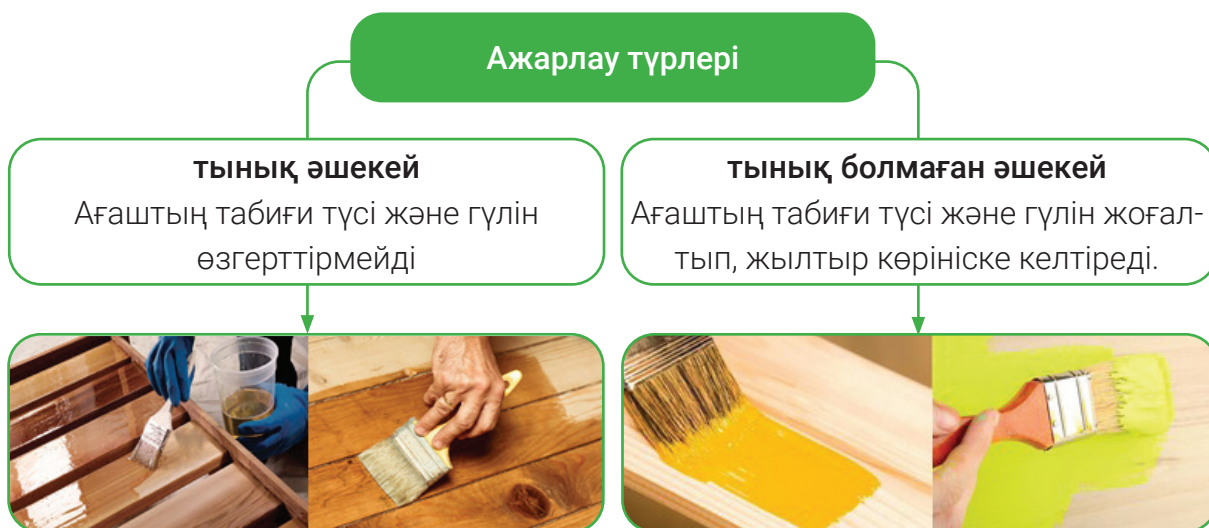 Ажарлау түрлері
тынық әшекей
Ағаштың табиғи түсі және гүлін
өзгерттірмейді
тынық болмаған әшекей
Ағаштың табиғи түсі және гүлін жоғал-
тып, жылтыр көрініске келтіреді.